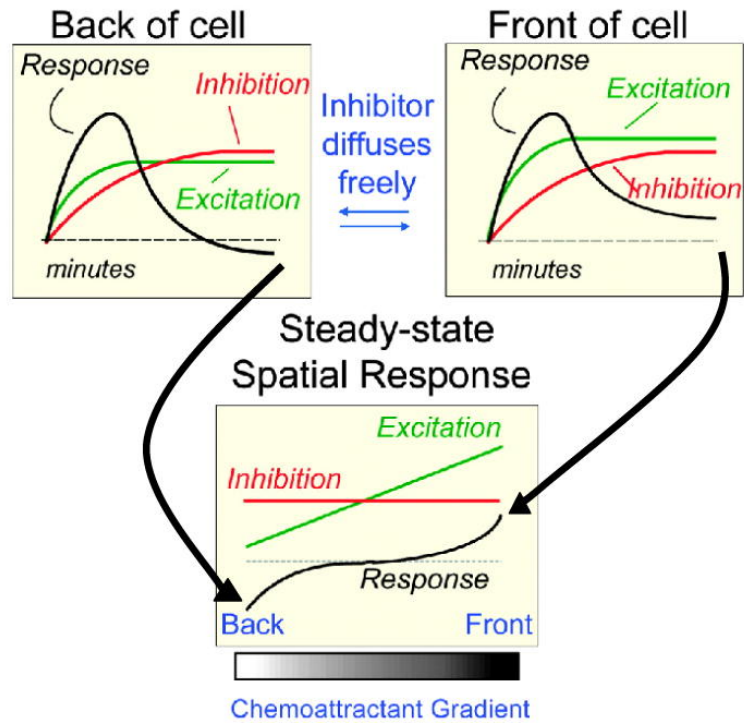 Back of cell
Response
Inhibition
Excitation
minutes
Inhibitor
diffuses
freely
Front of cell
Response
Excitation
Inhibition
minutes
Steady-state
Spatial Response
Excitation
Inhibition
Response
Back
Front
Chemoattractant Gradient